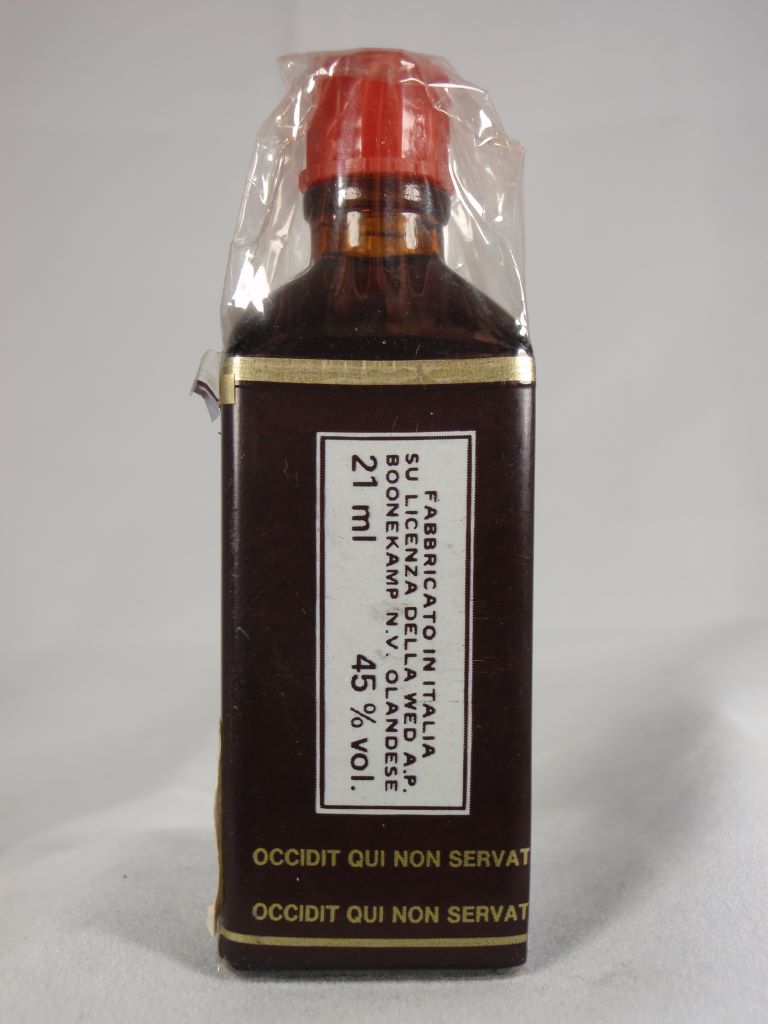 FABBRICATO IN ITALIA
SU LICENZA DELLA WED A.P.
BOONEKAMP N.V. OLANDESE
21 ml 45 % vol.
OCCIDIT QUI NON SERVAT
OCCIDIT QUI NON SERVAT